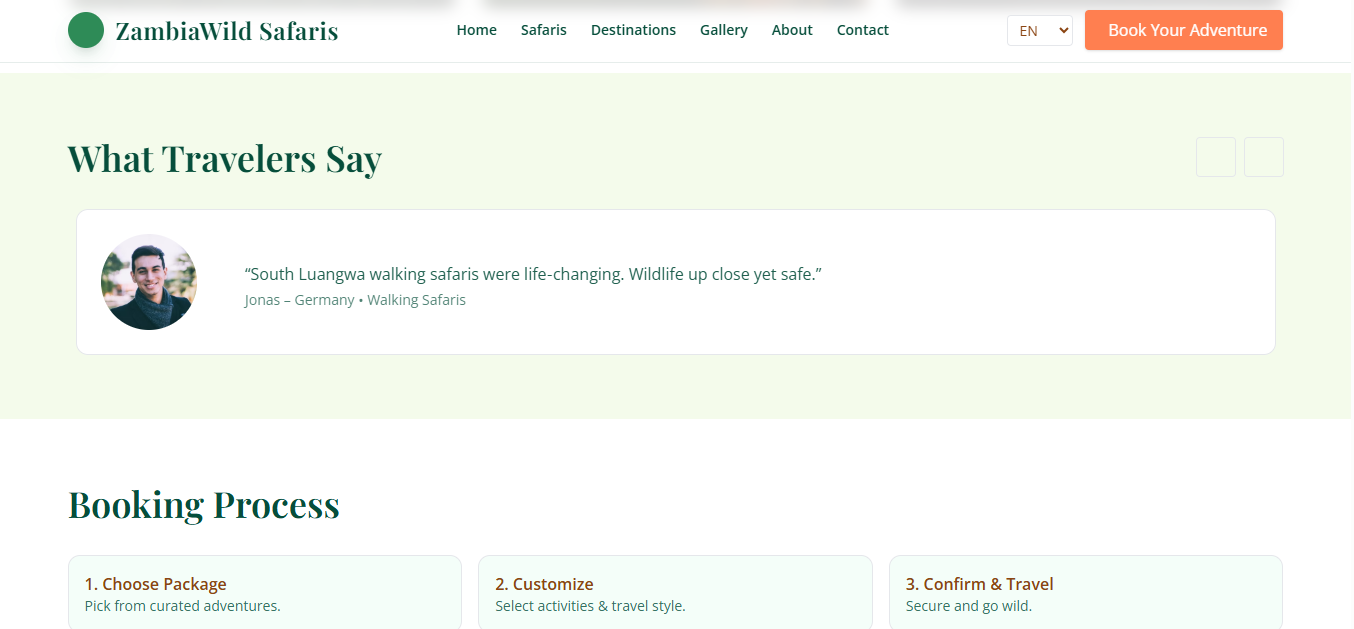 ZambiaWild Safaris
Home Safaris Destinations Gallery About Contact
EN
Book Your Adventure
What Travelers Say
“South Luangwa walking safaris were life-changing. Wildlife up close yet safe.”
Jonas – Germany • Walking Safaris
Booking Process
1. Choose Package
Pick from curated adventures.
2. Customize
Select activities & travel style.
3. Confirm & Travel
Secure and go wild.